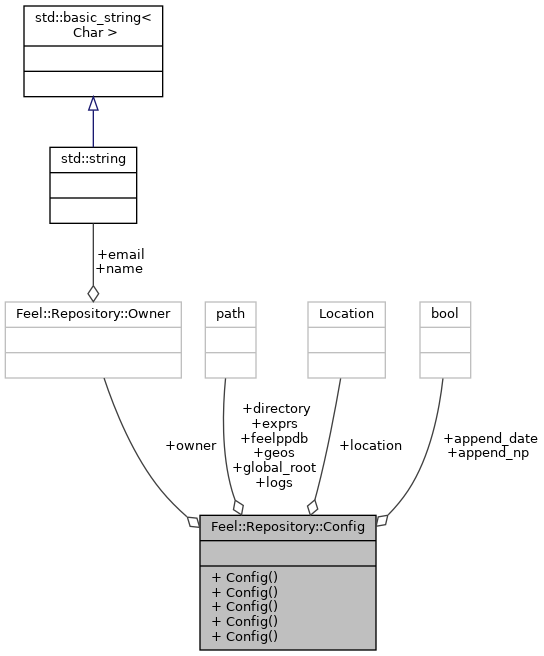 std::basic_string<
Char >
std::string
+email
+name
Feel::Repository::Owner
path
Location
bool
+owner
+directory
+exprs
+feelppdb
+geos
+global_root
+logs
+location
+append_date
+append_np
Feel::Repository::Config
+ Config()
+ Config()
+ Config()
+ Config()
+ Config()